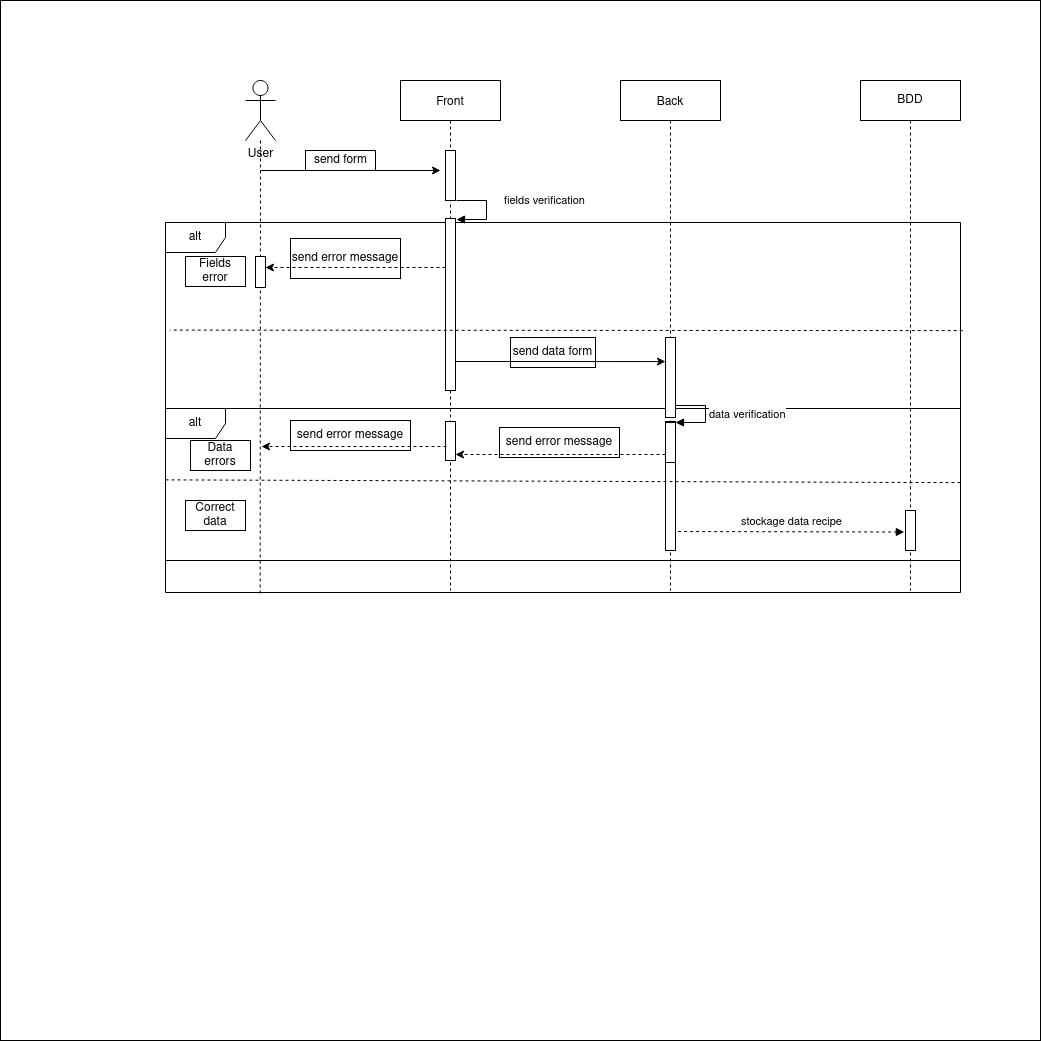 Front
Back
BDD
User
send form
fields verification
alt
send error message
Fields
error
send data form
alt
data verification
send error message
send error message
Data
errors
Correct
data
stockage data recipe